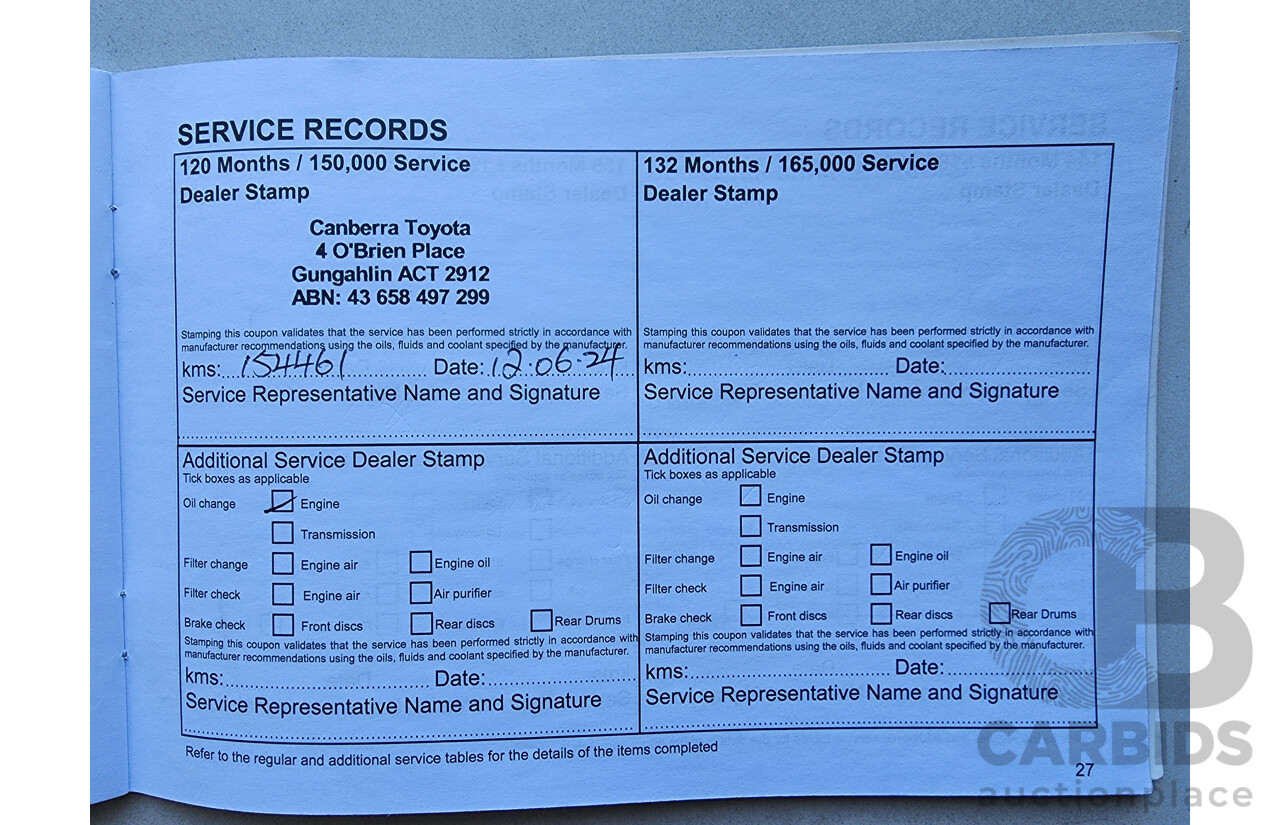 SERVICE RECORDS
120 Months / 150,000 Service
Dealer Stamp
Canberra Toyota
4 O'Brien Place
Gungahlin ACT 2912
ABN: 43 658 497 299
Stamping this coupon validates that the service has been performed strictly in accordance with
manufacturer recommendations using the oils, fluids and coolant specified by the manufacturer.
kms: 154461 Date: 12.06.24
Service Representative Name and Signature
132 Months / 165,000 Service
Dealer Stamp
Stamping this coupon validates that the service has been performed strictly in accordance with
manufacturer recommendations using the oils, fluids and coolant specified by the manufacturer.
kms: Date:
Service Representative Name and Signature
Additional Service Dealer Stamp
Tick boxes as applicable
Oil change Engine
Transmission
Filter change Engine air Engine oil
Filter check Engine air Air purifier
Brake check Front discs Rear discs Rear Drums
Stamping this coupon validates that the service has been performed strictly in accordance with
manufacturer recommendations using the oils, fluids and coolant specified by the manufacturer.
kms: Date:
Service Representative Name and Signature
Additional Service Dealer Stamp
Tick boxes as applicable
Oil change Engine
Transmission
Filter change Engine air Engine oil
Filter check Engine air Air purifier
Brake check Front discs Rear discs Rear Drums
Stamping this coupon validates that the service has been performed strictly in accordance with
manufacturer recommendations using the oils, fluids and coolant specified by the manufacturer.
kms: Date:
Service Representative Name and Signature
Refer to the regular and additional service tables for the details of the items completed
27
CB
CARBIDS
auctionplace